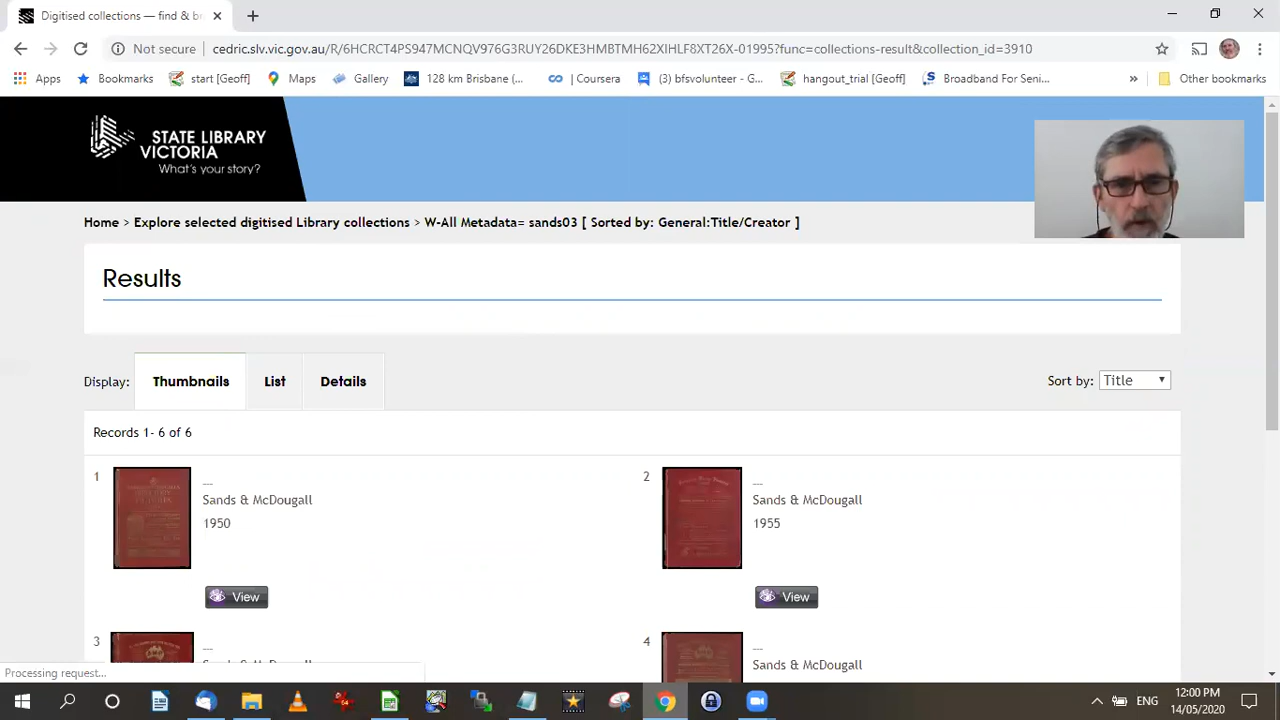 Digitised collections — find & b
Not secure
cedric.slv.vic.gov.au/R/6HCRCT4PS947MCNQV976G3RUY26DKE3HMBTMH62XIHLF8XT26X-01995?func=collections-result&collection_id=3910
Apps
Bookmarks
start [Geoff]
Maps
Gallery
128 km Brisbane (...
Coursera
(3) bfsvolunteer - G...
hangout_trial [Geoff]
Broadband For Seni...
»
Other bookmarks
STATE LIBRARY
VICTORIA
What's your story?
Home > Explore selected digitised Library collections > W-All Metadata= sands03 [ Sorted by: General:Title/Creator ]
Results
Display:
Thumbnails
List
Details
Sort by:
Title
Records 1- 6 of 6
1
Sands & McDougall
1950
View
2
Sands & McDougall
1955
View
3
4
Sands & McDougall
Processing request...
ENG
12:00 PM
14/05/2020